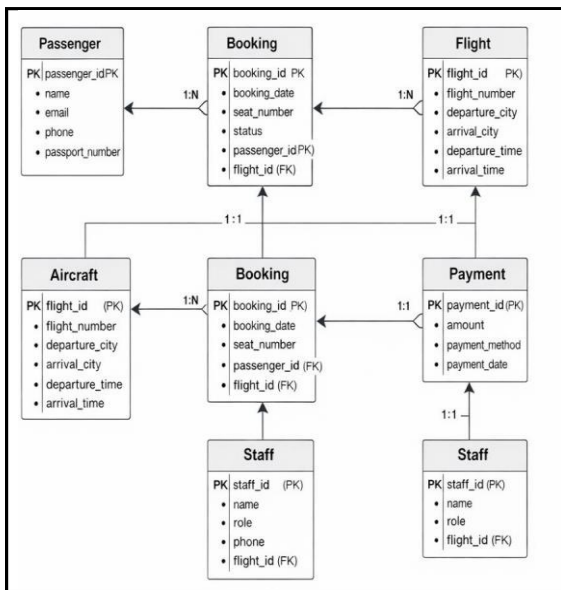 Passenger
PK passenger_idPK
• name
• email
• phone
• passport_number
1:N
Booking
PK booking_id PK
• booking_date
• seat_number
• status
• passenger_idPK)
• flight_id (FK)
1:N
Flight
PK flight_id PK)
• flight_number
• departure_city
• arrival_city
• departure_time
• arrival_time
1:1
1:1
Aircraft
PK flight_id (PK)
• flight_number
• departure_city
• arrival_city
• departure_time
• arrival_time
1:N
Booking
PK booking_id PK)
• booking_date
• seat_number
• passenger_id (FK)
• flight_id (FK)
1:1
Payment
PK payment_id(PK)
• amount
• payment_method
• payment_date
1:1
Staff
PK staff_id (PK)
• name
• role
• phone
• flight_id (FK)
Staff
PK staff_id (PK)
• name
• role
• flight_id (FK)